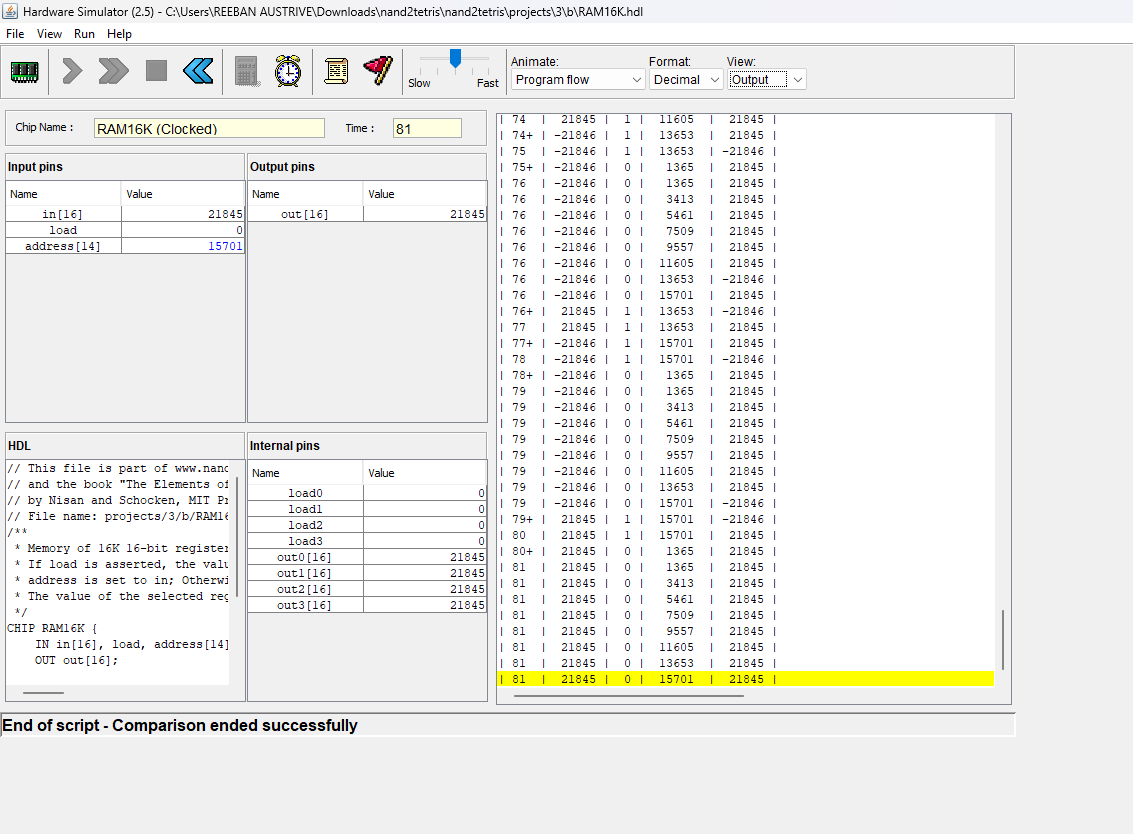 Hardware Simulator (2.5) - C:\Users\REEBAN AUSTRIVE\Downloads\nand2tetris\nand2tetris\projects\3\b\RAM16K.hdl
File View Run Help
Slow Fast
Animate: Format: View:
Program flow Decimal Output
Chip Name : RAM16K (Clocked) Time : 81
Input pins
Name Value
in[16] 21845
load 0
address[14] 15701
Output pins
Name Value
out[16] 21845
HDL
// This file is part of www.nand
// and the book "The Elements of
// by Nisan and Schocken, MIT Pr
// File name: projects/3/b/RAM16
/**
* Memory of 16K 16-bit register
* If load is asserted, the valu
* address is set to in; Otherwi
* The value of the selected reg
*/
CHIP RAM16K {
IN in[16], load, address[14]
OUT out[16];
Internal pins
Name Value
load0 0
load1 0
load2 0
load3 0
out0[16] 21845
out1[16] 21845
out2[16] 21845
out3[16] 21845
| 74 | 21845 | 1 | 11605 | 21845 |
| 74+ | -21846 | 1 | 13653 | 21845 |
| 75 | -21846 | 1 | 13653 | -21846 |
| 75+ | -21846 | 0 | 1365 | 21845 |
| 76 | -21846 | 0 | 1365 | 21845 |
| 76 | -21846 | 0 | 3413 | 21845 |
| 76 | -21846 | 0 | 5461 | 21845 |
| 76 | -21846 | 0 | 7509 | 21845 |
| 76 | -21846 | 0 | 9557 | 21845 |
| 76 | -21846 | 0 | 11605 | 21845 |
| 76 | -21846 | 0 | 13653 | -21846 |
| 76 | -21846 | 0 | 15701 | 21845 |
| 76+ | 21845 | 1 | 13653 | -21846 |
| 77 | 21845 | 1 | 13653 | 21845 |
| 77+ | -21846 | 1 | 15701 | 21845 |
| 78 | -21846 | 1 | 15701 | -21846 |
| 78+ | -21846 | 0 | 1365 | 21845 |
| 79 | -21846 | 0 | 1365 | 21845 |
| 79 | -21846 | 0 | 3413 | 21845 |
| 79 | -21846 | 0 | 5461 | 21845 |
| 79 | -21846 | 0 | 7509 | 21845 |
| 79 | -21846 | 0 | 9557 | 21845 |
| 79 | -21846 | 0 | 11605 | 21845 |
| 79 | -21846 | 0 | 13653 | 21845 |
| 79 | -21846 | 0 | 15701 | -21846 |
| 79+ | 21845 | 1 | 15701 | -21846 |
| 80 | 21845 | 1 | 15701 | 21845 |
| 80+ | 21845 | 0 | 1365 | 21845 |
| 81 | 21845 | 0 | 1365 | 21845 |
| 81 | 21845 | 0 | 3413 | 21845 |
| 81 | 21845 | 0 | 5461 | 21845 |
| 81 | 21845 | 0 | 7509 | 21845 |
| 81 | 21845 | 0 | 9557 | 21845 |
| 81 | 21845 | 0 | 11605 | 21845 |
| 81 | 21845 | 0 | 13653 | 21845 |
| 81 | 21845 | 0 | 15701 | 21845 |
End of script - Comparison ended successfully